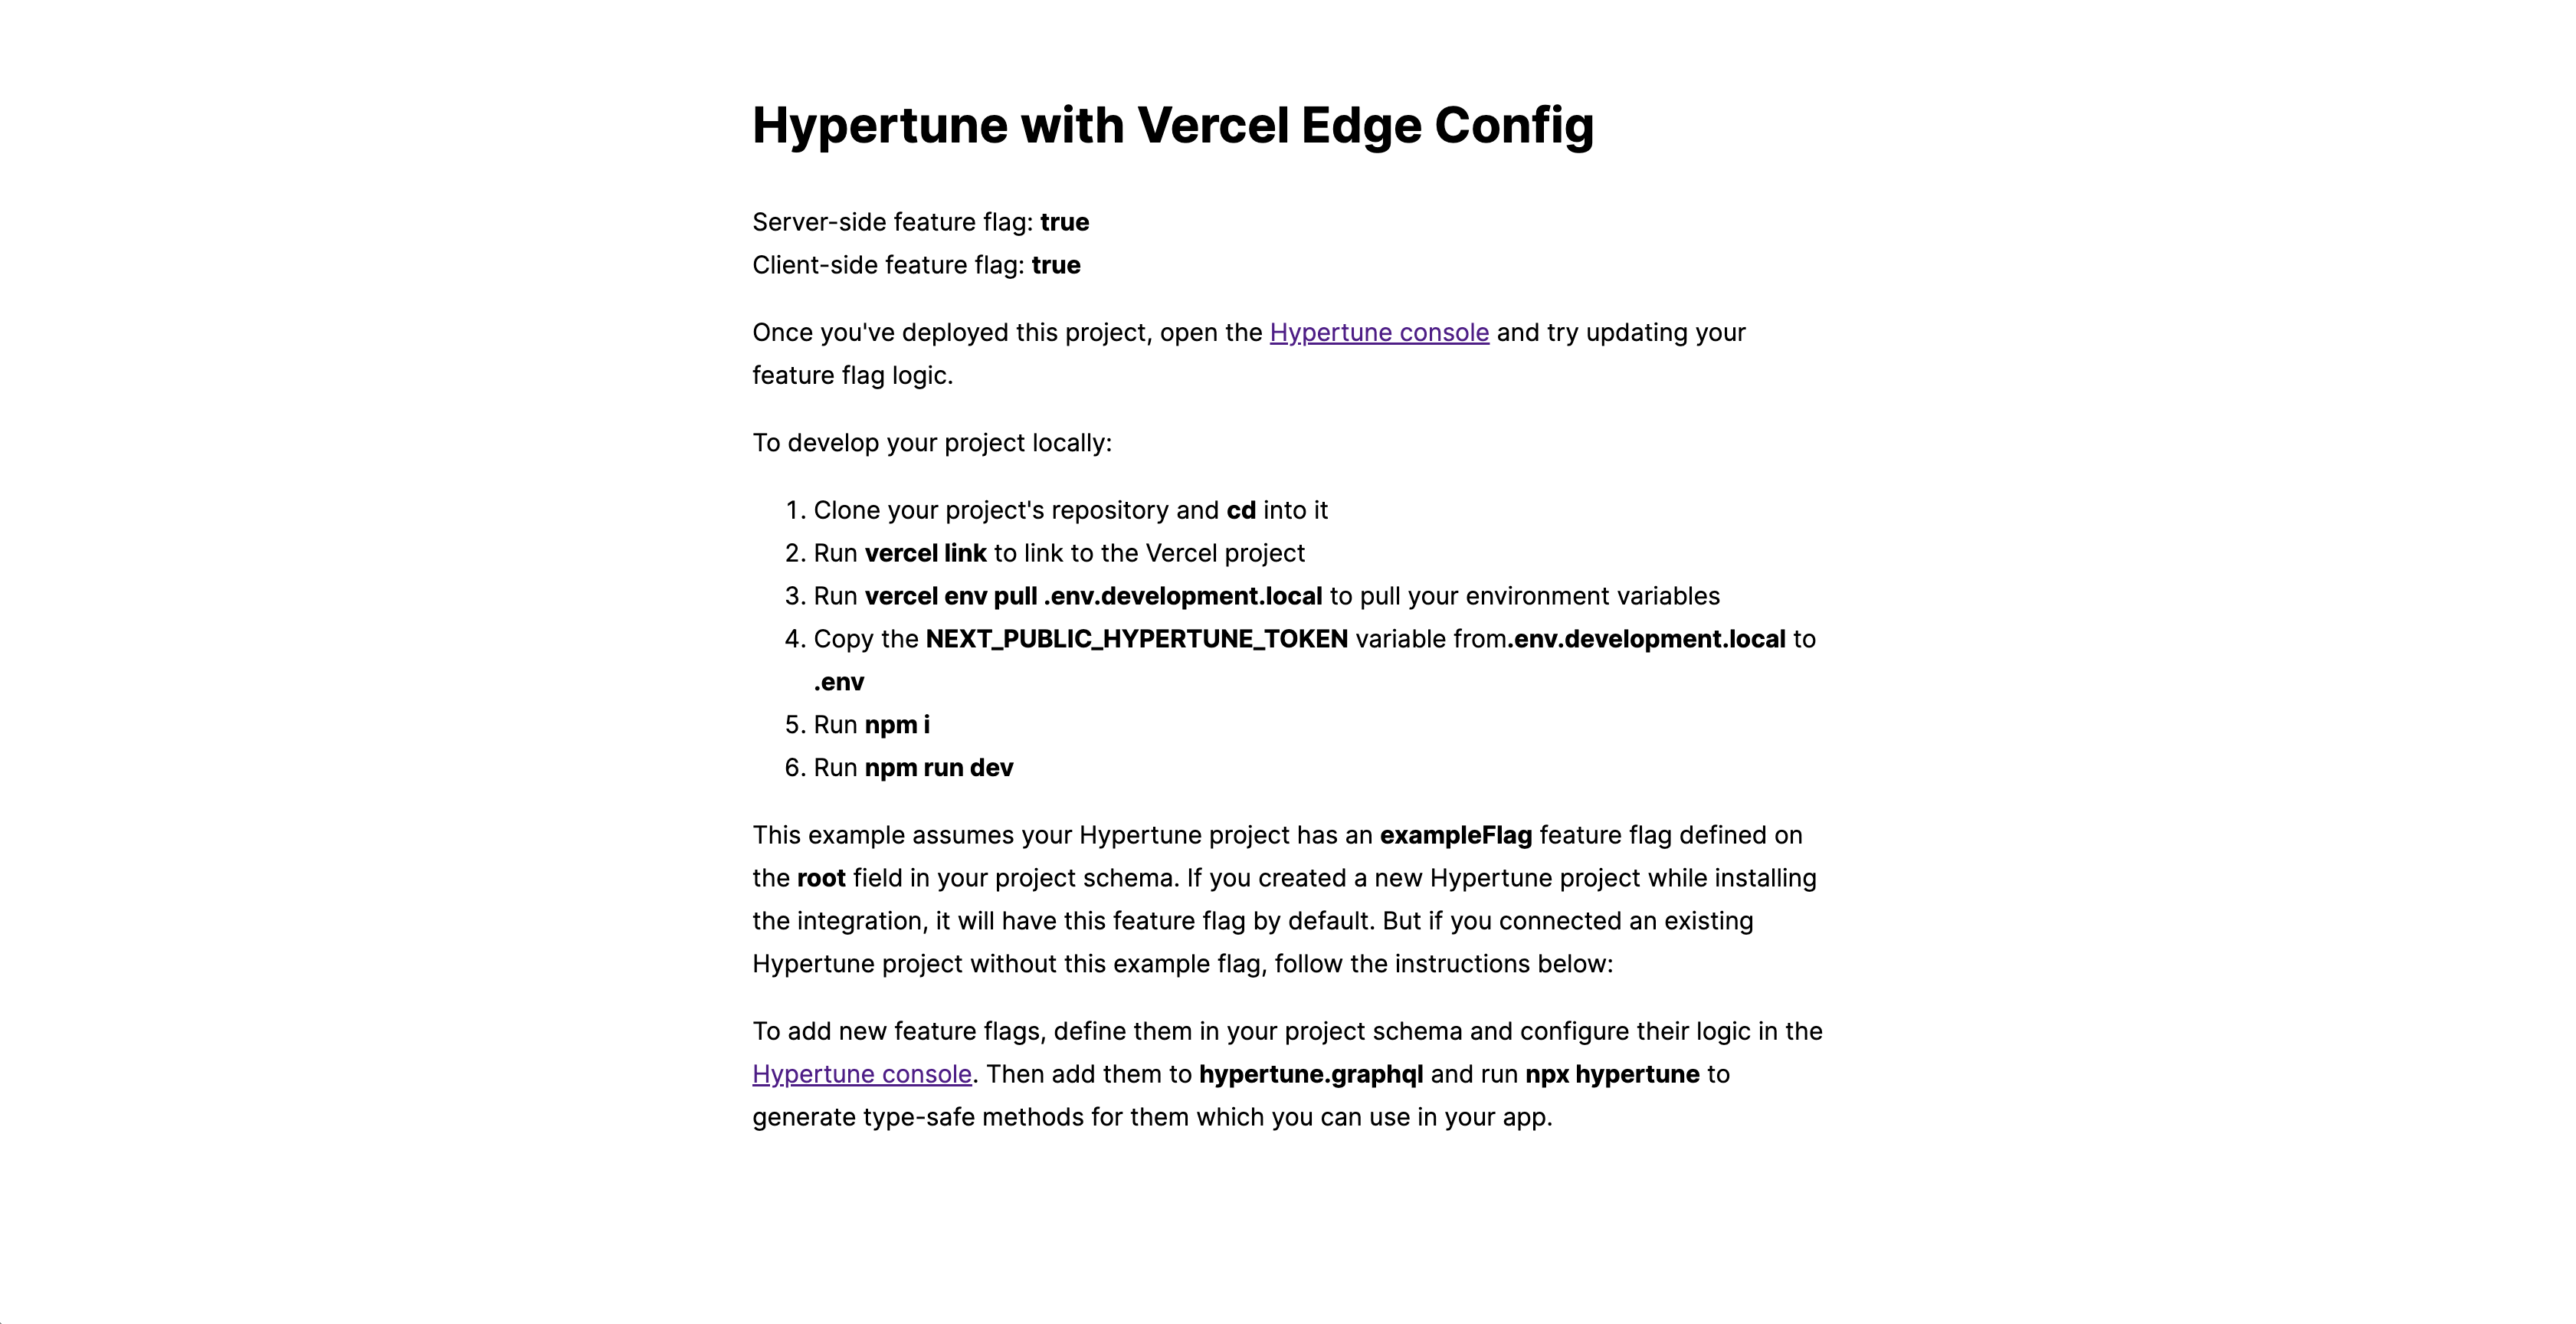 Hypertune with Vercel Edge Config
Server-side feature flag: true
Client-side feature flag: true
Once you've deployed this project, open the Hypertune console and try updating your
feature flag logic.
To develop your project locally:
1. Clone your project's repository and cd into it
2. Run vercel link to link to the Vercel project
3. Run vercel env pull .env.development.local to pull your environment variables
4. Copy the NEXT_PUBLIC_HYPERTUNE_TOKEN variable from.env.development.local to
.env
5. Run npm i
6. Run npm run dev
This example assumes your Hypertune project has an exampleFlag feature flag defined on
the root field in your project schema. If you created a new Hypertune project while installing
the integration, it will have this feature flag by default. But if you connected an existing
Hypertune project without this example flag, follow the instructions below:
To add new feature flags, define them in your project schema and configure their logic in the
Hypertune console. Then add them to hypertune.graphql and run npx hypertune to
generate type-safe methods for them which you can use in your app.